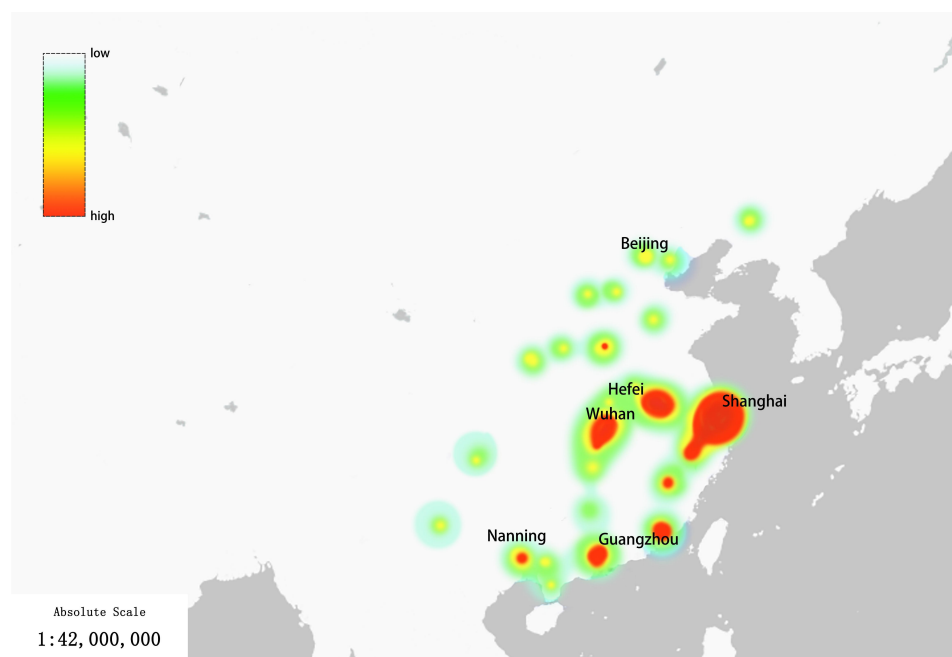 low
high
Beijing
Hefei
Shanghai
Wuhan
Nanning
Guangzhou
Absolute Scale
1:42,000,000